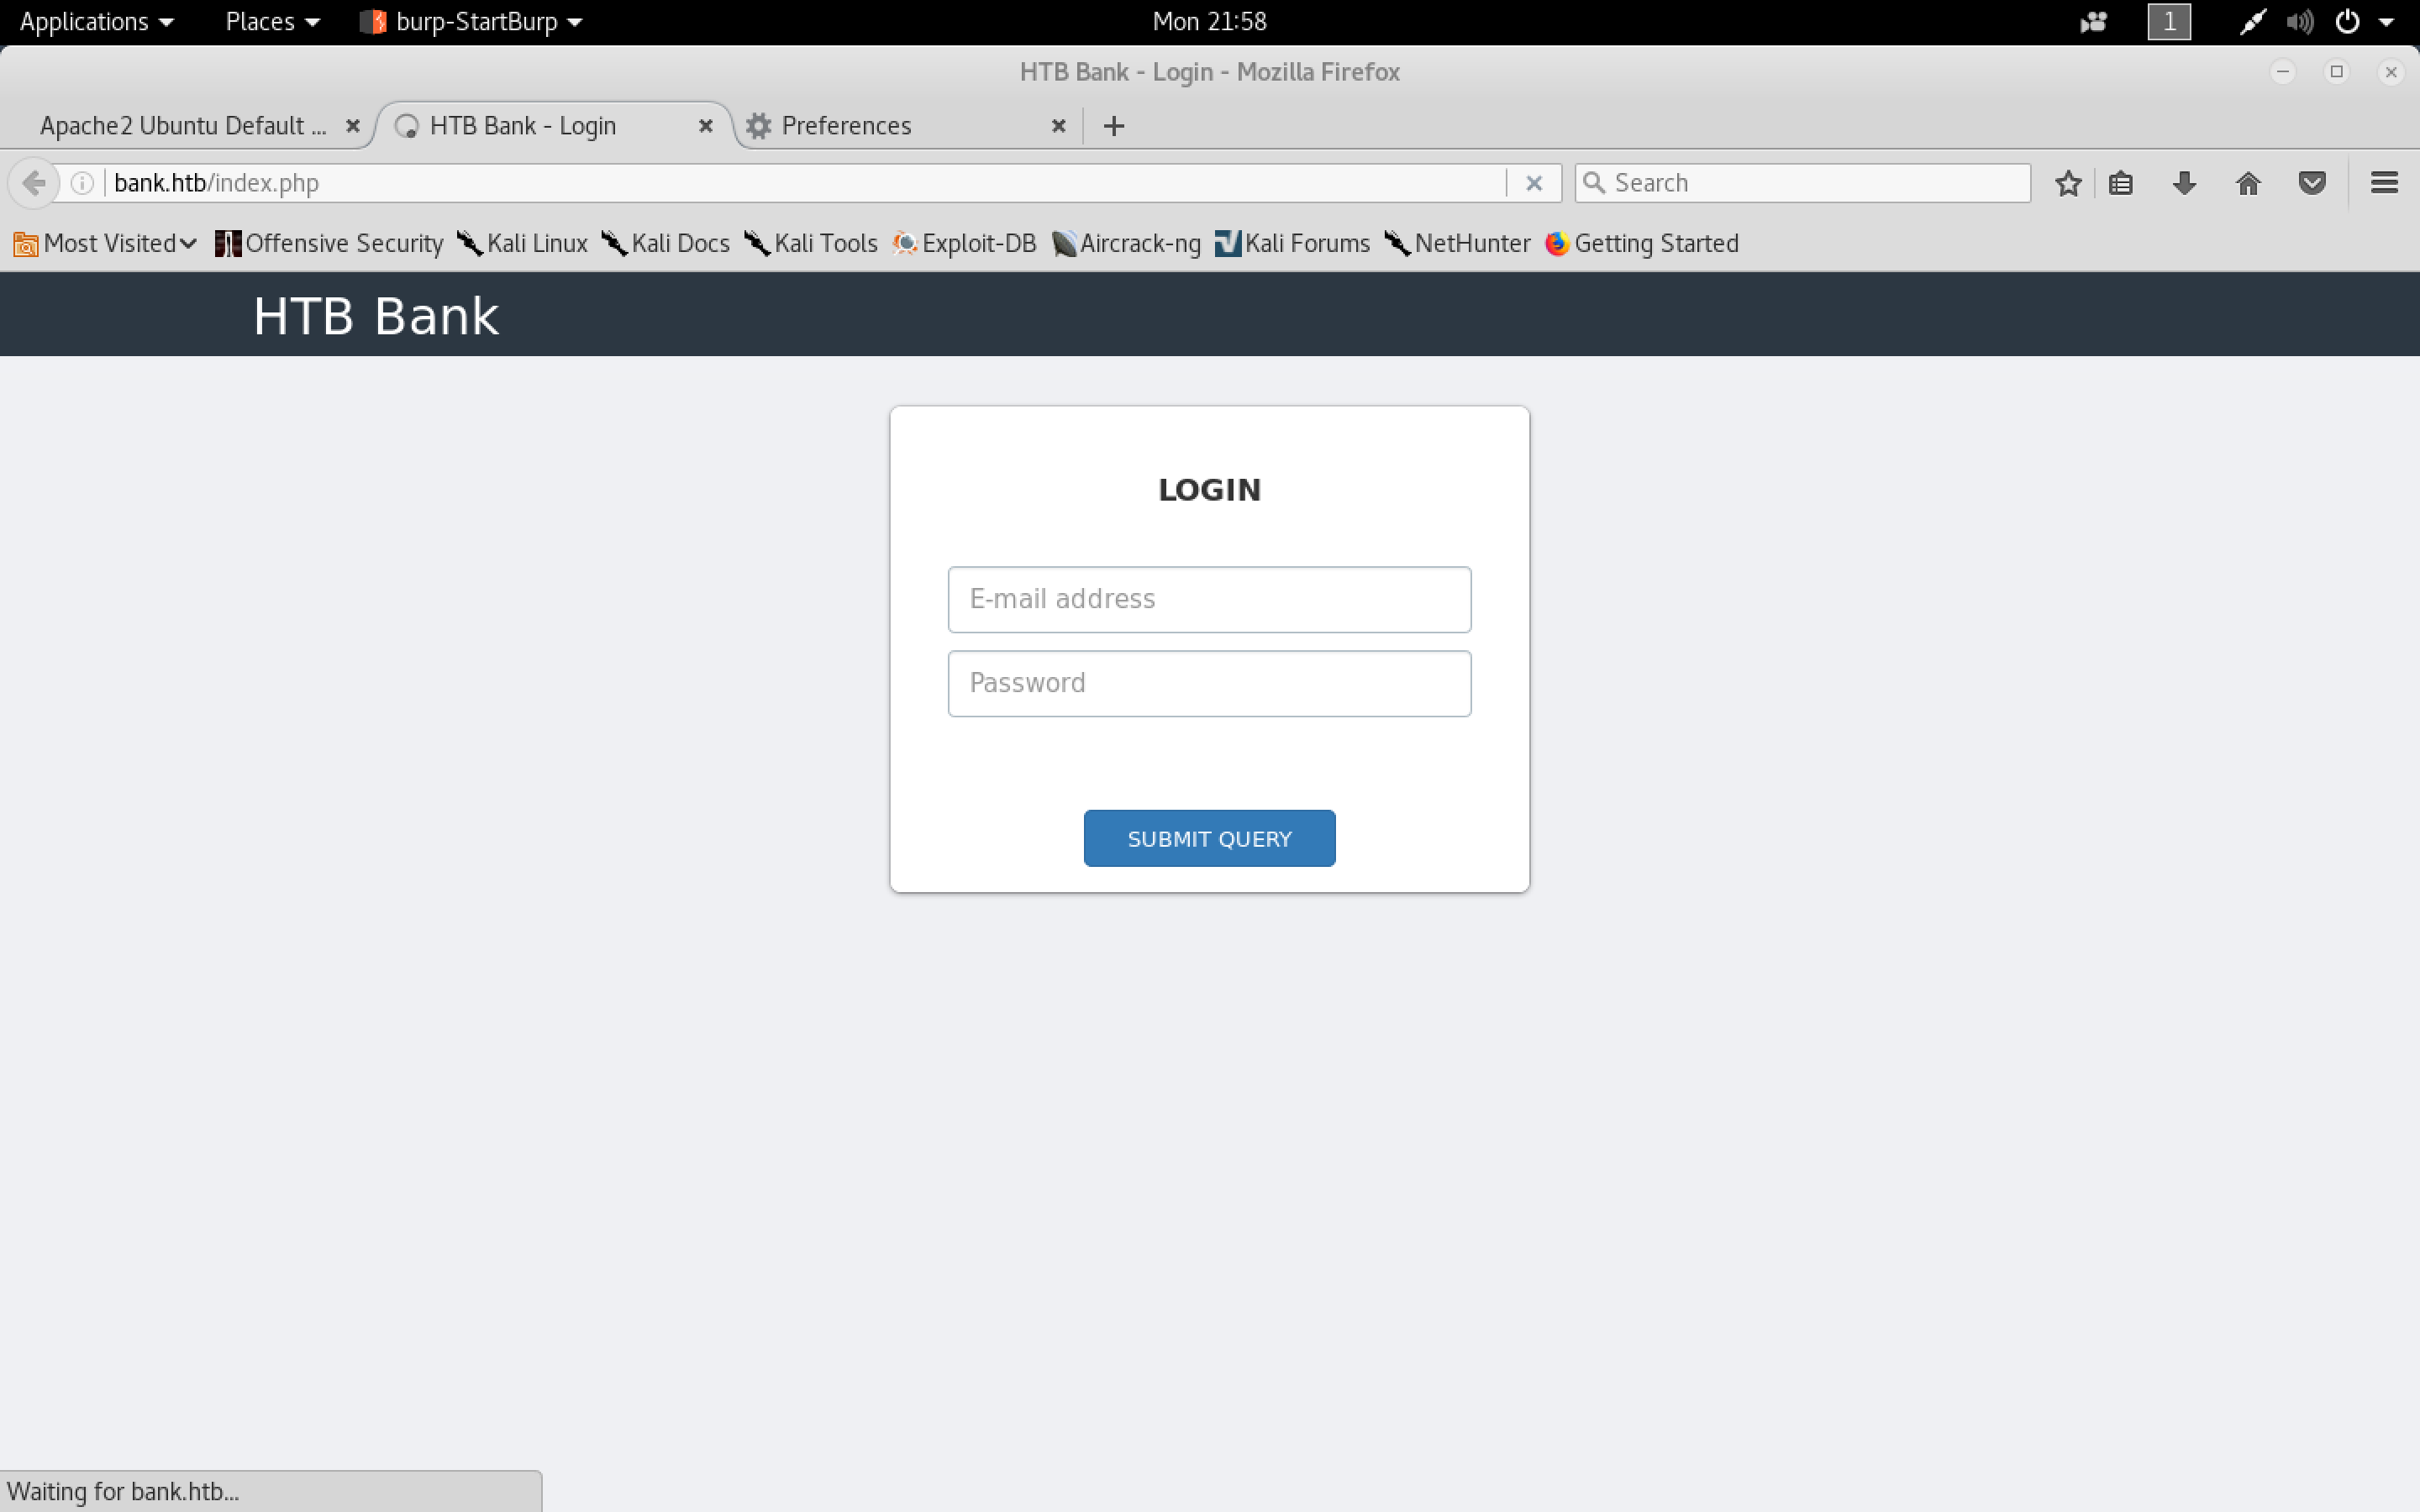 Applications Places burp-StartBurp Mon 21:58 1
HTB Bank - Login - Mozilla Firefox
Apache2 Ubuntu Default ... HTB Bank - Login Preferences
bank.htb/index.php Search
Most Visited Offensive Security Kali Linux Kali Docs Kali Tools Exploit-DB Aircrack-ng Kali Forums NetHunter Getting Started
HTB Bank
LOGIN
E-mail address
Password
SUBMIT QUERY
Waiting for bank.htb...